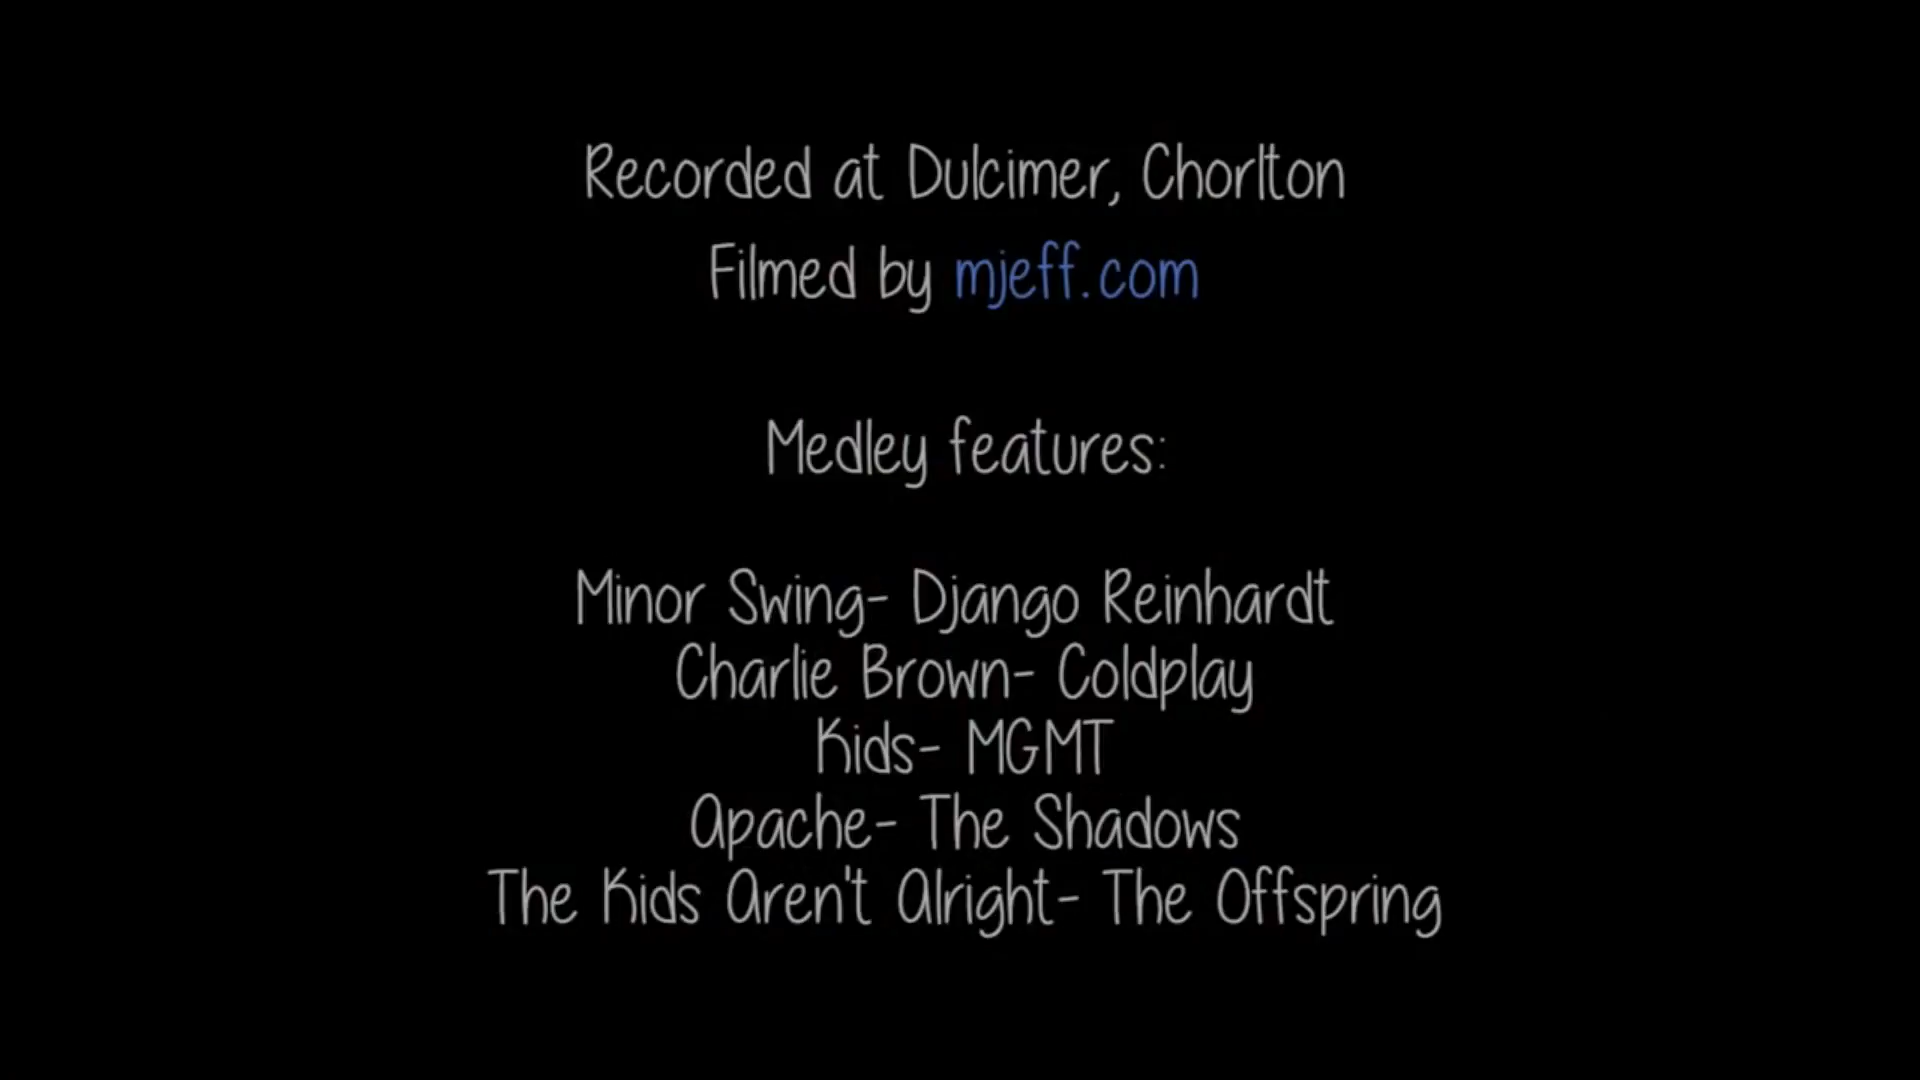 Recorded at Dulcimer, Chorlton
Filmed by mjeff.com
Medley features:
Minor Swing- Django Reinhardt
Charlie Brown- Coldplay
Kids- MGMT
Apache- The Shadows
The Kids Aren't Alright- The Offspring